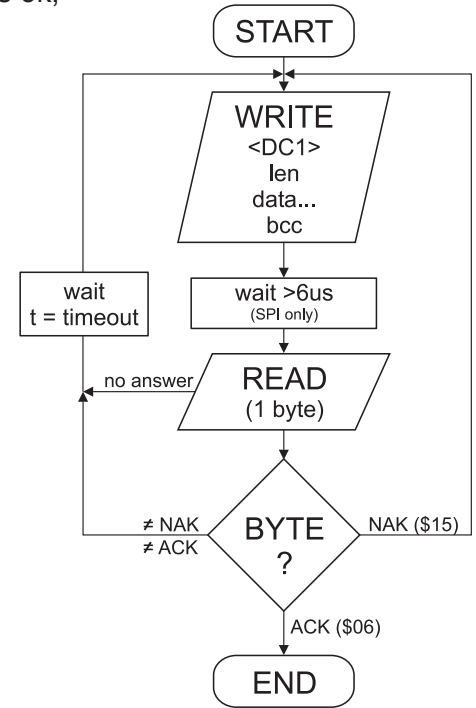 START
WRITE
<DC1>
len
data...
bcc
wait
t = timeout
wait >6us
(SPI only)
no answer
READ
(1 byte)
≠ NAK
≠ ACK
BYTE
?
NAK ($15)
ACK ($06)
END